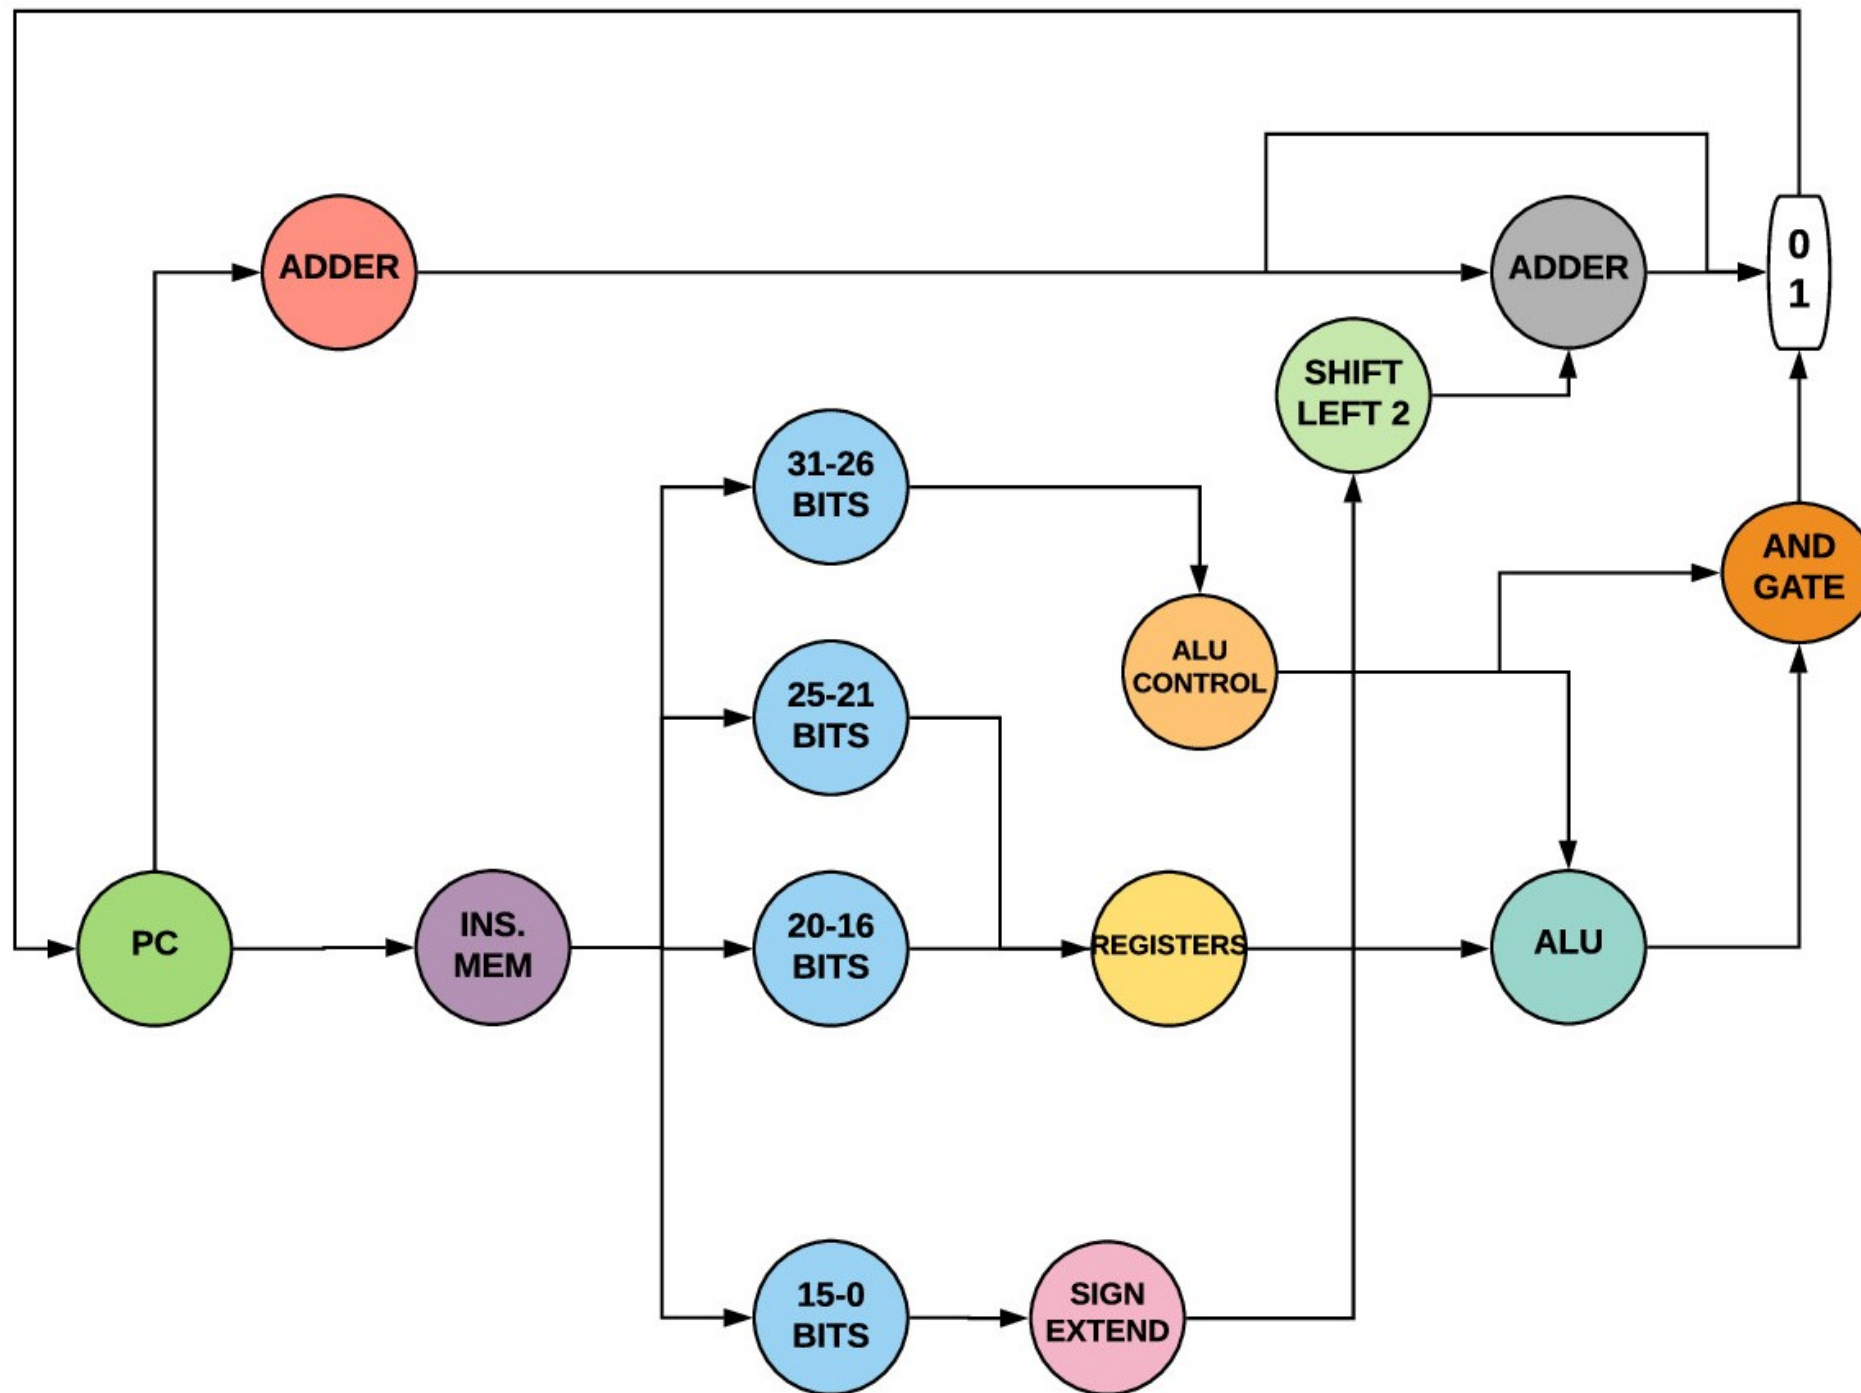 ADDER
ADDER
0
1
SHIFT
LEFT 2
31-26
BITS
AND
GATE
ALU
CONTROL
25-21
BITS
PC
INS.
MEM
20-16
BITS
REGISTERS
ALU
15-0
BITS
SIGN
EXTEND